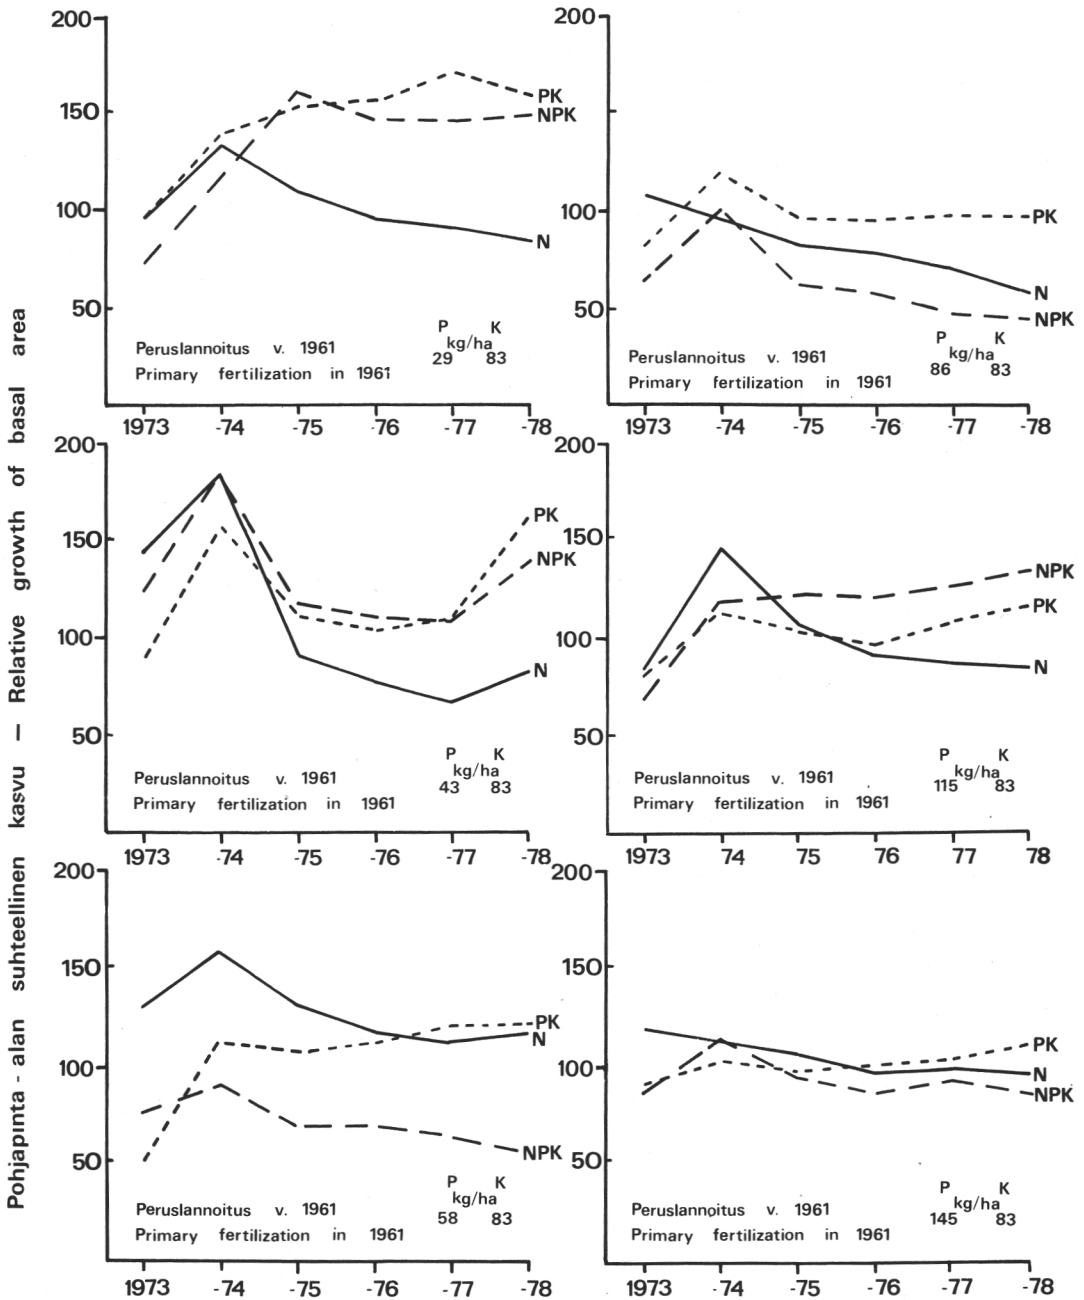 Pohjapinta - alan suhteellinen kasvu — Relative growth of basal area
200
150
100
50
PK
NPK
N
P K
kg/ha
29 83
Peruslannoitus v. 1961
Primary fertilization in 1961
1973 -74 -75 -76 -77 -78
200
100
50
PK
N
NPK
P K
kg/ha
86 83
Peruslannoitus v. 1961
Primary fertilization in 1961
1973 -74 -75 -76 -77 -78
200
150
100
50
PK
NPK
N
P K
kg/ha
43 83
Peruslannoitus v. 1961
Primary fertilization in 1961
1973 -74 -75 -76 -77 -78
200
150
100
50
NPK
PK
N
P K
kg/ha
115 83
Peruslannoitus v. 1961
Primary fertilization in 1961
1973 -74 -75 76 77 78
200
150
100
50
PK
N
NPK
P K
kg/ha
58 83
Peruslannoitus v. 1961
Primary fertilization in 1961
1973 -74 -75 -76 -77 -78
200
150
100
50
PK
N
NPK
P K
kg/ha
145 83
Peruslannoitus v. 1961
Primary fertilization in 1961
1973 -74 -75 -76 -77 -78